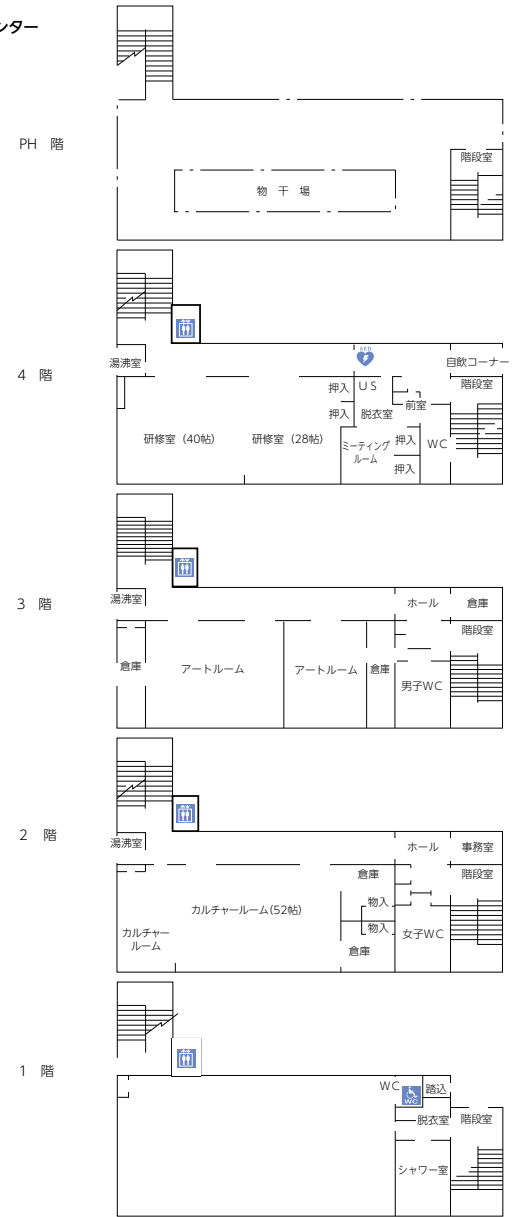 ンター
PH 階
階段室
物 干 場
4 階
湯沸室
AED
自飲コーナー
階段室
押入
US
前室
押入
脱衣室
研修室（40帖）
研修室（28帖）
ミーティング
ルーム
押入
WC
押入
3 階
湯沸室
ホール
倉庫
階段室
倉庫
アートルーム
アートルーム
倉庫
男子WC
2 階
湯沸室
ホール
事務室
倉庫
階段室
物入
カルチャールーム(52帖)
物入
カルチャー
ルーム
女子WC
倉庫
1 階
WC
WC
踏込
脱衣室
階段室
シャワー室